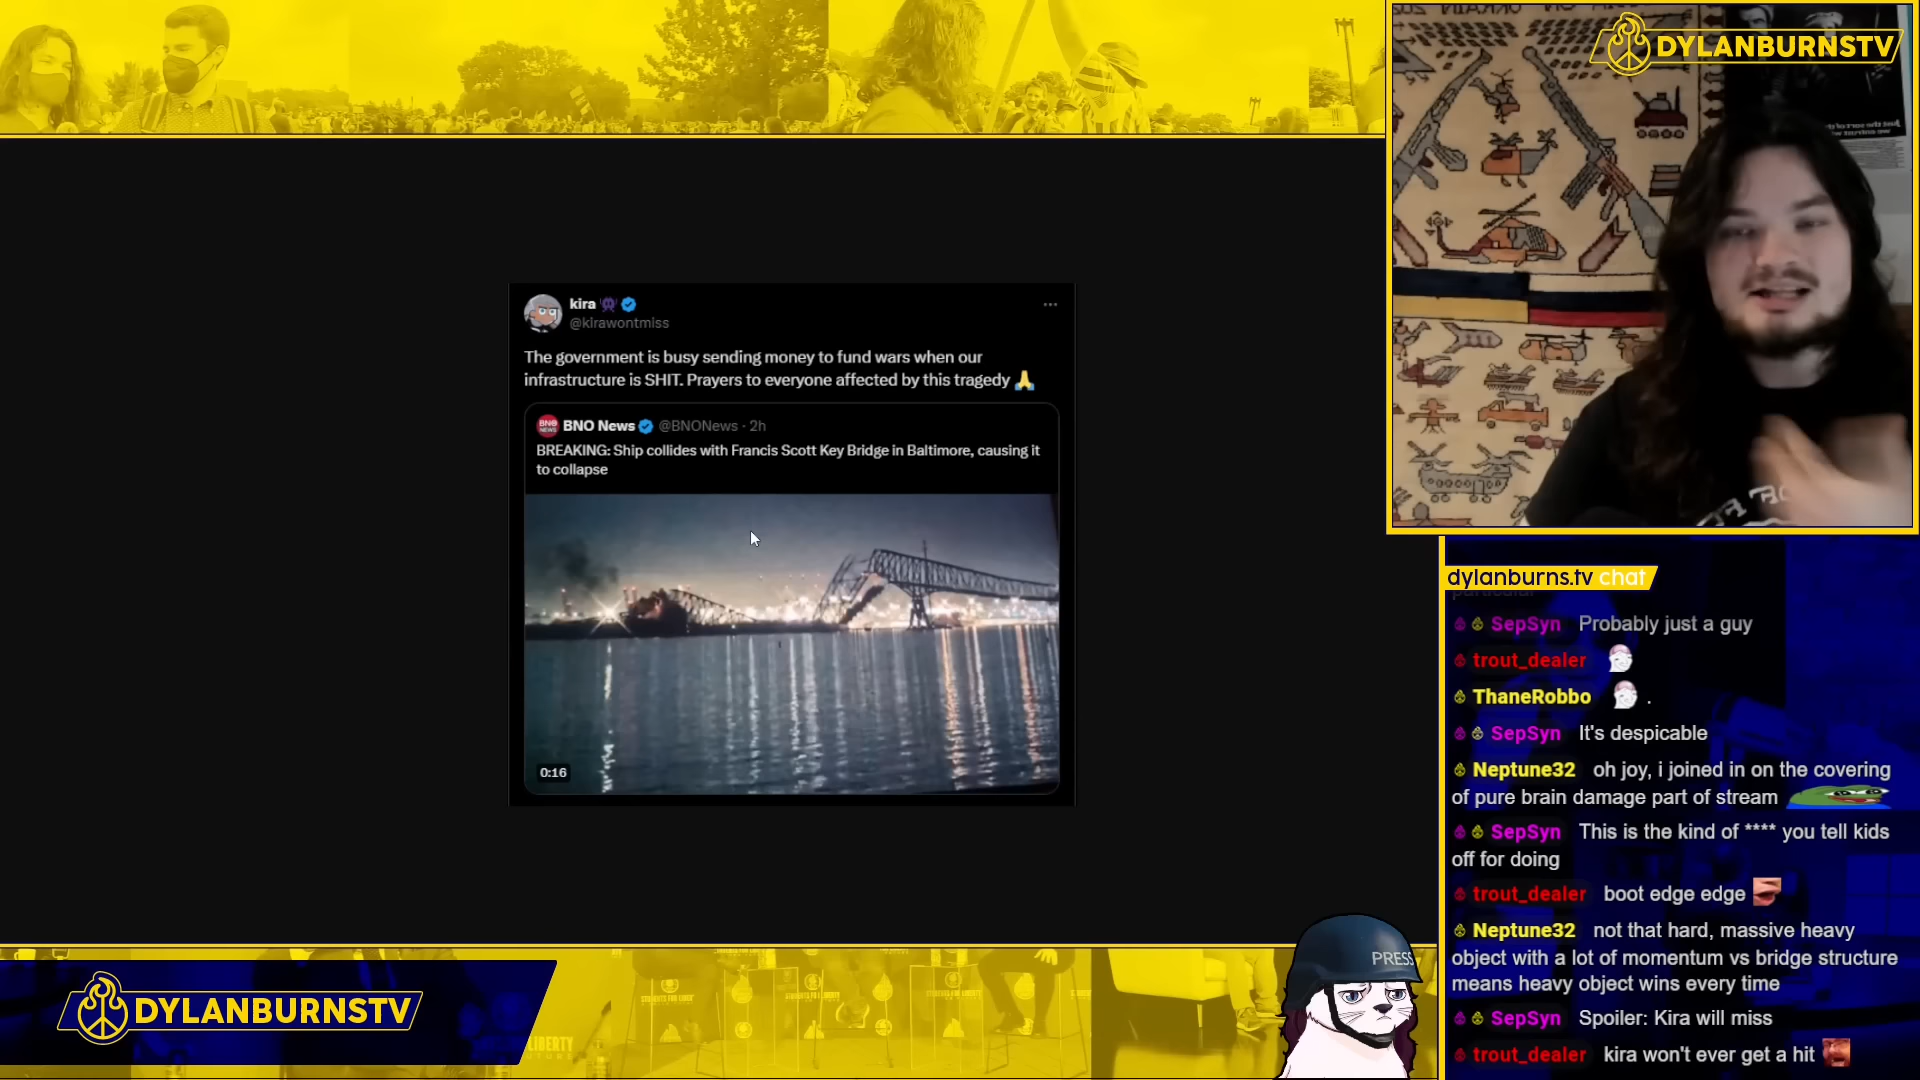 DYLANBURNSTV
kira
@kirawontmiss
The government is busy sending money to fund wars when our
infrastructure is SHIT. Prayers to everyone affected by this tragedy 🙏
BNO News @BNONews · 2h
BREAKING: Ship collides with Francis Scott Key Bridge in Baltimore, causing it
to collapse
0:16
dylanburns.tv chat
particular
SepSyn Probably just a guy
trout_dealer
ThaneRobbo .
SepSyn It's despicable
Neptune32 oh joy, i joined in on the covering
of pure brain damage part of stream
SepSyn This is the kind of **** you tell kids
off for doing
trout_dealer boot edge edge
Neptune32 not that hard, massive heavy
object with a lot of momentum vs bridge structure
means heavy object wins every time
SepSyn Spoiler: Kira will miss
trout_dealer kira won't ever get a hit
PRESS
DYLANBURNSTV
LIBERTY